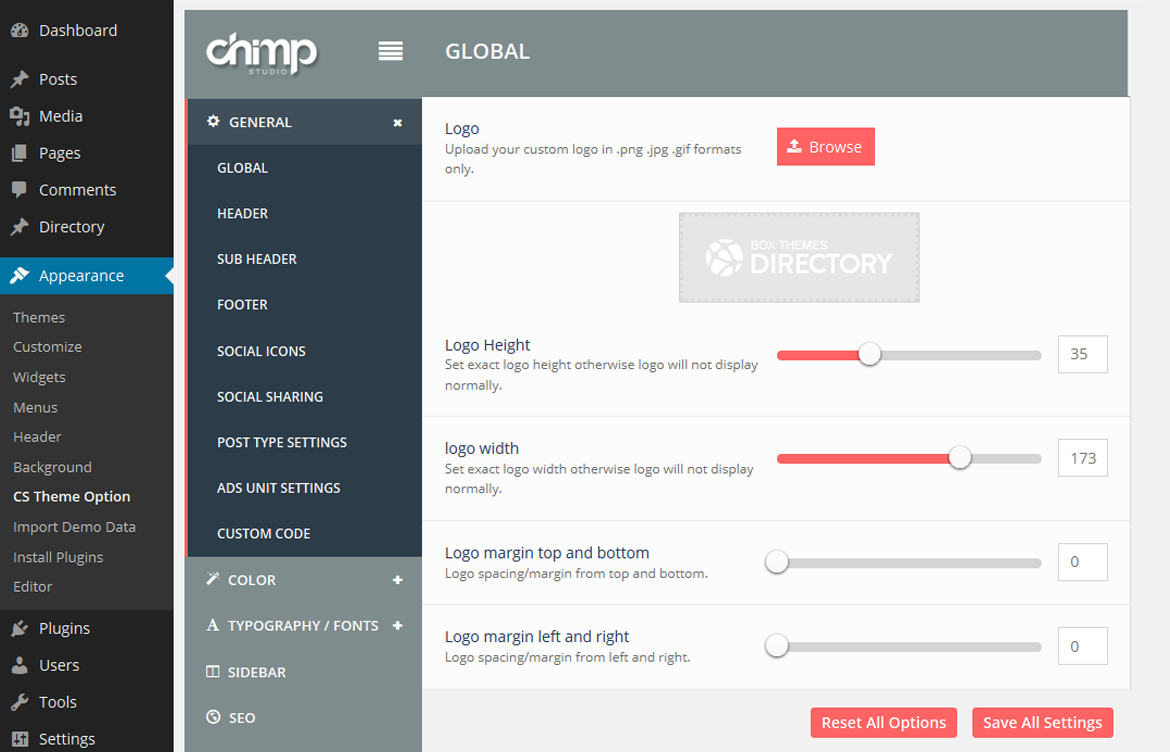 Dashboard
Posts
Media
Pages
Comments
Directory
Appearance
Themes
Customize
Widgets
Menus
Header
Background
CS Theme Option
Import Demo Data
Install Plugins
Editor
Plugins
Users
Tools
Settings
chimp
STUDIO
GENERAL
GLOBAL
HEADER
SUB HEADER
FOOTER
SOCIAL ICONS
SOCIAL SHARING
POST TYPE SETTINGS
ADS UNIT SETTINGS
CUSTOM CODE
COLOR
TYPOGRAPHY / FONTS
SIDEBAR
SEO
GLOBAL
Logo
Upload your custom logo in .png .jpg .gif formats
only.
Browse
BOX THEMES
DIRECTORY
Logo Height
Set exact logo height otherwise logo will not display
normally.
35
logo width
Set exact logo width otherwise logo will not display
normally.
173
Logo margin top and bottom
Logo spacing/margin from top and bottom.
0
Logo margin left and right
Logo spacing/margin from left and right.
0
Reset All Options
Save All Settings